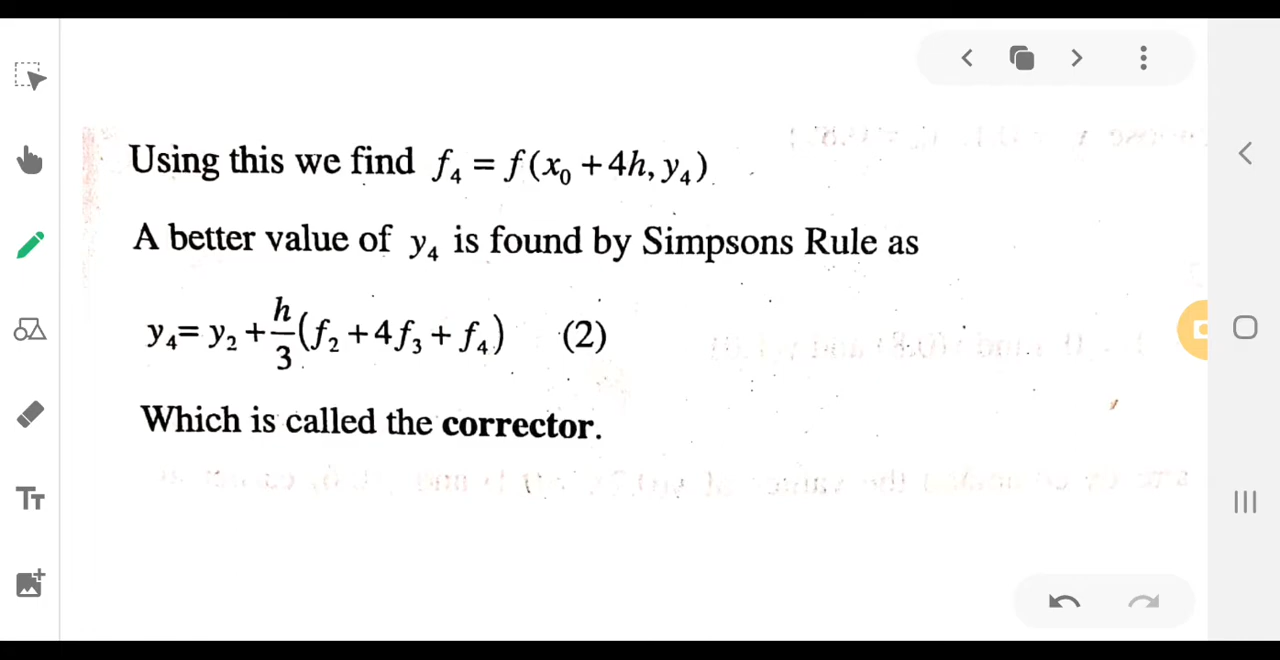 Using this we find f₄ = f(x₀ + 4h, y₄)
A better value of y₄ is found by Simpsons Rule as
y₄ = y₂ + h/3 (f₂ + 4f₃ + f₄) (2)
Which is called the corrector.